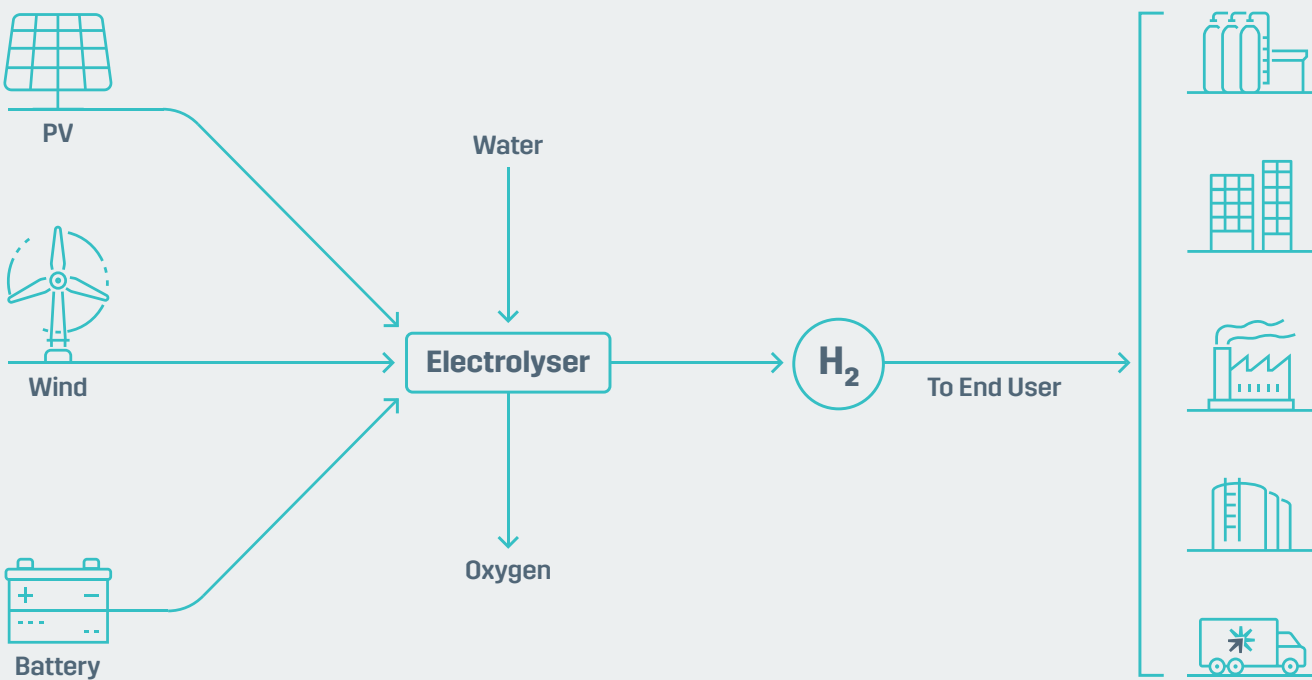 PV
Water
Wind
Electrolyser
H₂
To End User
Oxygen
Battery